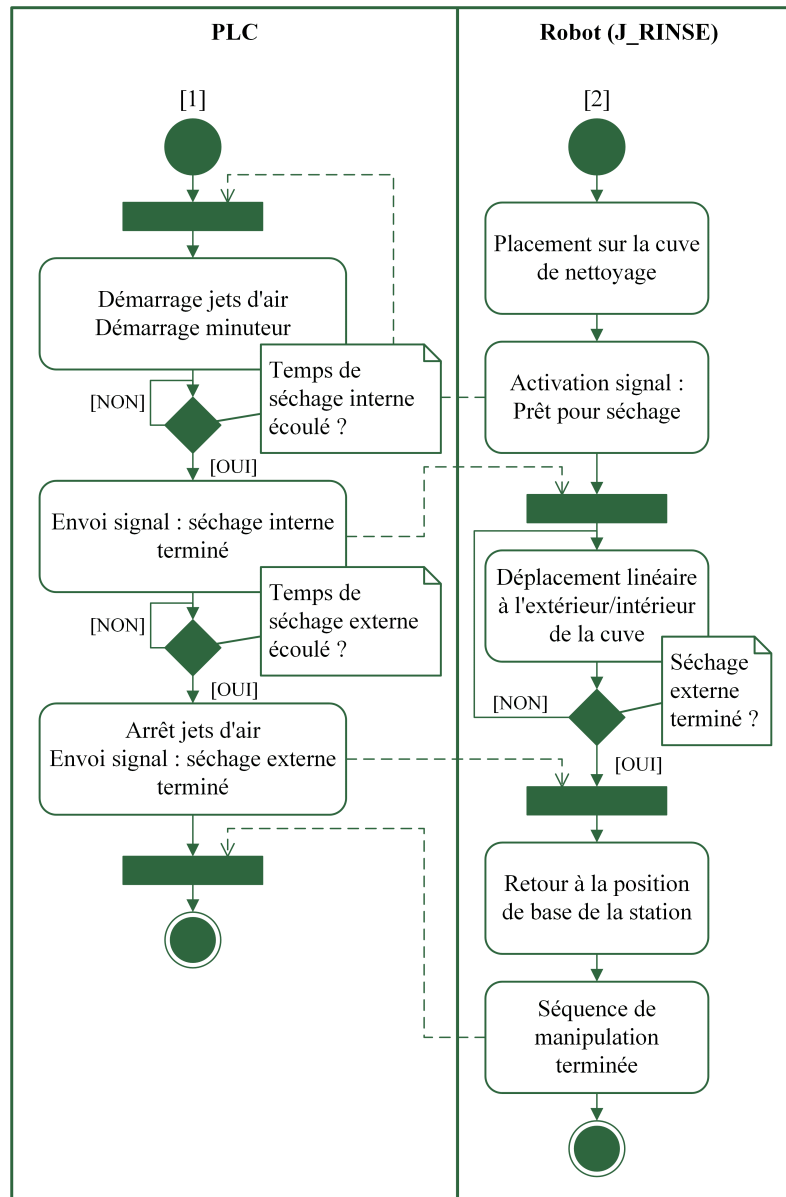 PLC
Robot (J_RINSE)
[1]
[2]
Placement sur la cuve
de nettoyage
Démarrage jets d'air
Démarrage minuteur
Temps de
séchage interne
écoulé ?
[NON]
Activation signal :
Prêt pour séchage
[OUI]
Envoi signal : séchage interne
terminé
Temps de
séchage externe
écoulé ?
[NON]
Déplacement linéaire
à l'extérieur/intérieur
de la cuve
Séchage
externe
terminé ?
[OUI]
[NON]
Arrêt jets d'air
Envoi signal : séchage externe
terminé
[OUI]
Retour à la position
de base de la station
Séquence de
manipulation
terminée